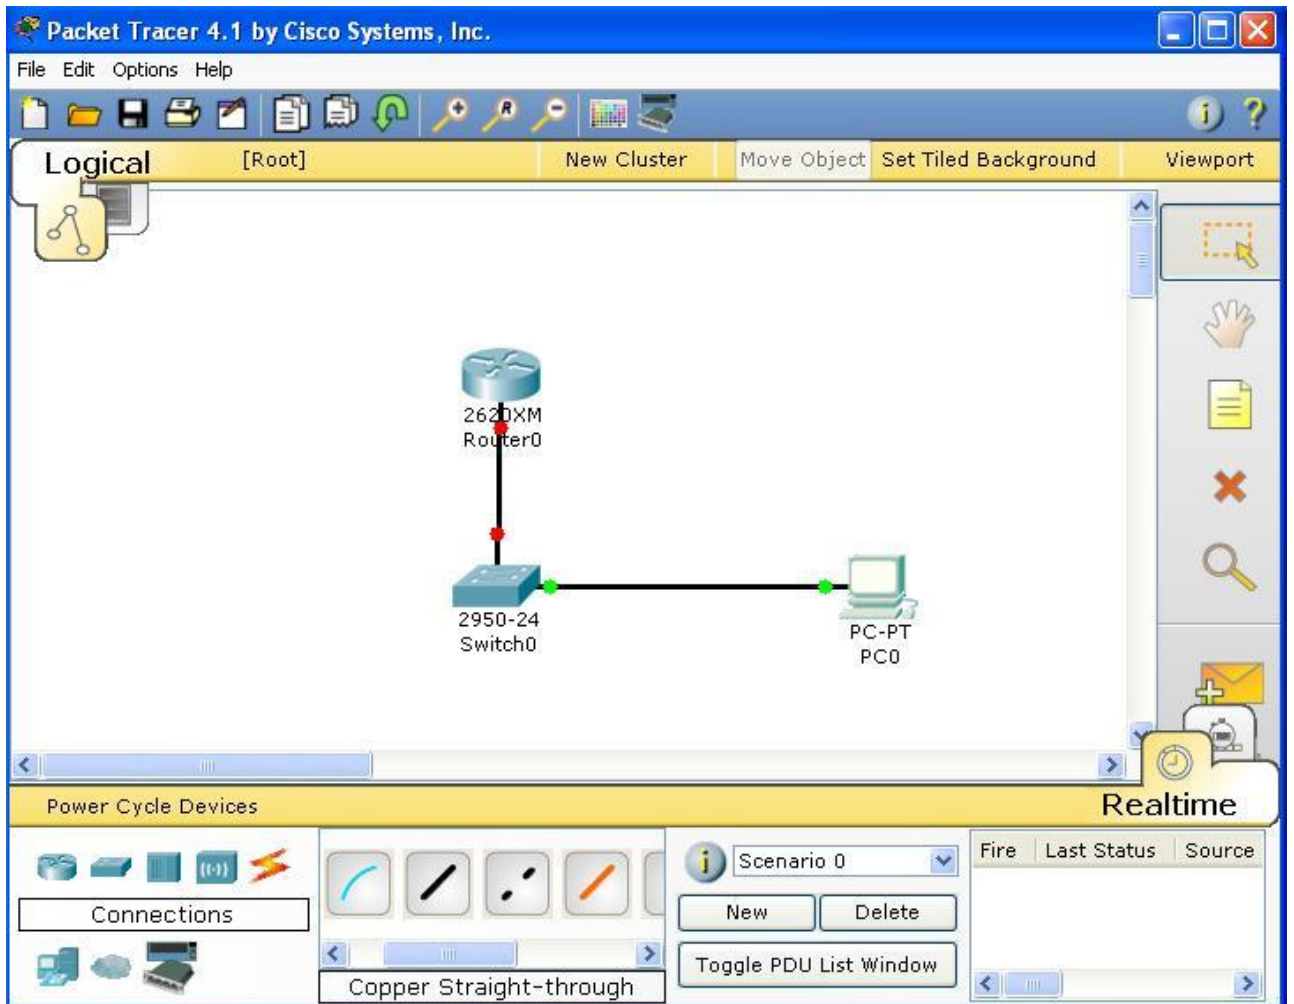 Packet Tracer 4.1 by Cisco Systems, Inc.
File Edit Options Help
R
i ?
Logical [Root] New Cluster Move Object Set Tiled Background Viewport
2620XM
Router0
2950-24
Switch0
PC-PT
PC0
Power Cycle Devices Realtime
Connections
Copper Straight-through
i Scenario 0
New Delete
Toggle PDU List Window
Fire Last Status Source